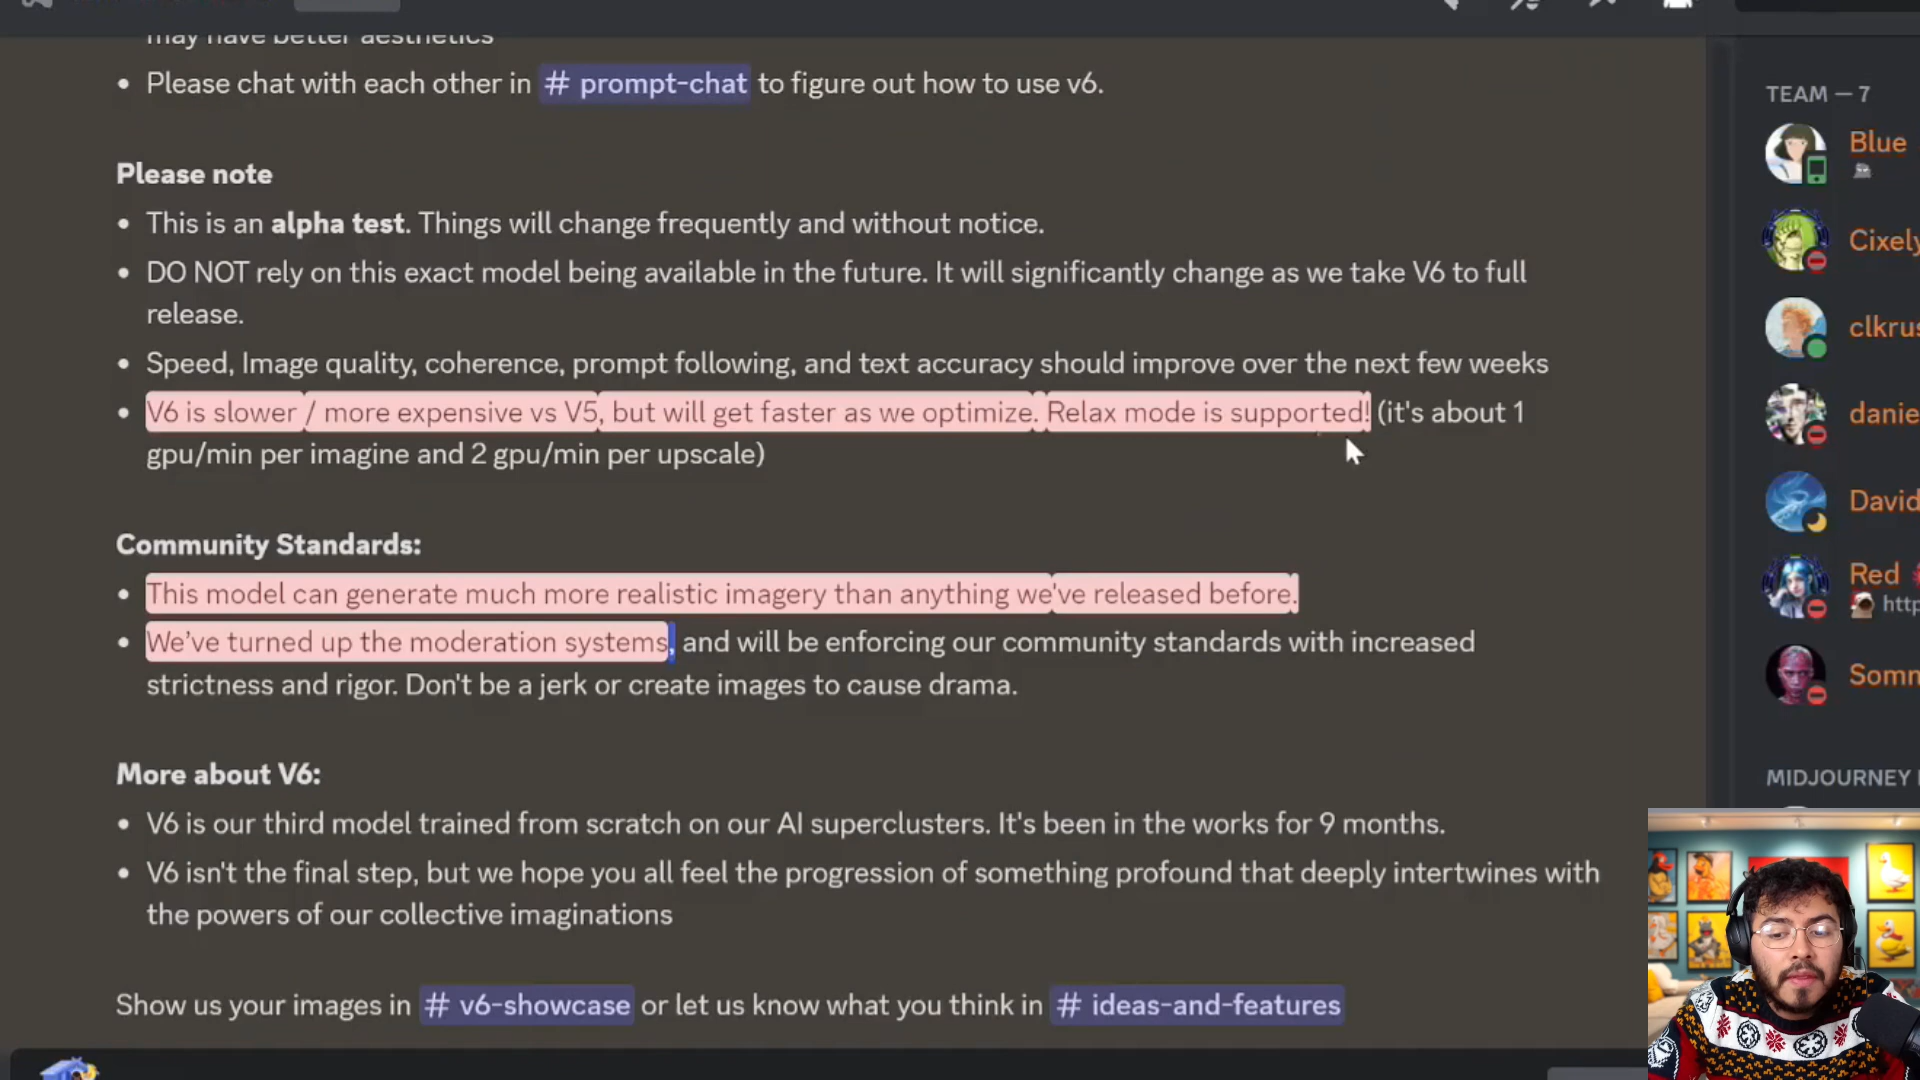 may have better aesthetics
• Please chat with each other in # prompt-chat to figure out how to use v6.
Please note
• This is an alpha test. Things will change frequently and without notice.
• DO NOT rely on this exact model being available in the future. It will significantly change as we take V6 to full
release.
• Speed, Image quality, coherence, prompt following, and text accuracy should improve over the next few weeks
• V6 is slower / more expensive vs V5, but will get faster as we optimize. Relax mode is supported! (it's about 1
gpu/min per imagine and 2 gpu/min per upscale)
Community Standards:
• This model can generate much more realistic imagery than anything we've released before.
• We’ve turned up the moderation systems, and will be enforcing our community standards with increased
strictness and rigor. Don't be a jerk or create images to cause drama.
More about V6:
• V6 is our third model trained from scratch on our AI superclusters. It's been in the works for 9 months.
• V6 isn't the final step, but we hope you all feel the progression of something profound that deeply intertwines with
the powers of our collective imaginations
Show us your images in # v6-showcase or let us know what you think in # ideas-and-features
TEAM — 7
Blue
Cixely
clkrus
danie
David
Red
http
Somn
MIDJOURNEY